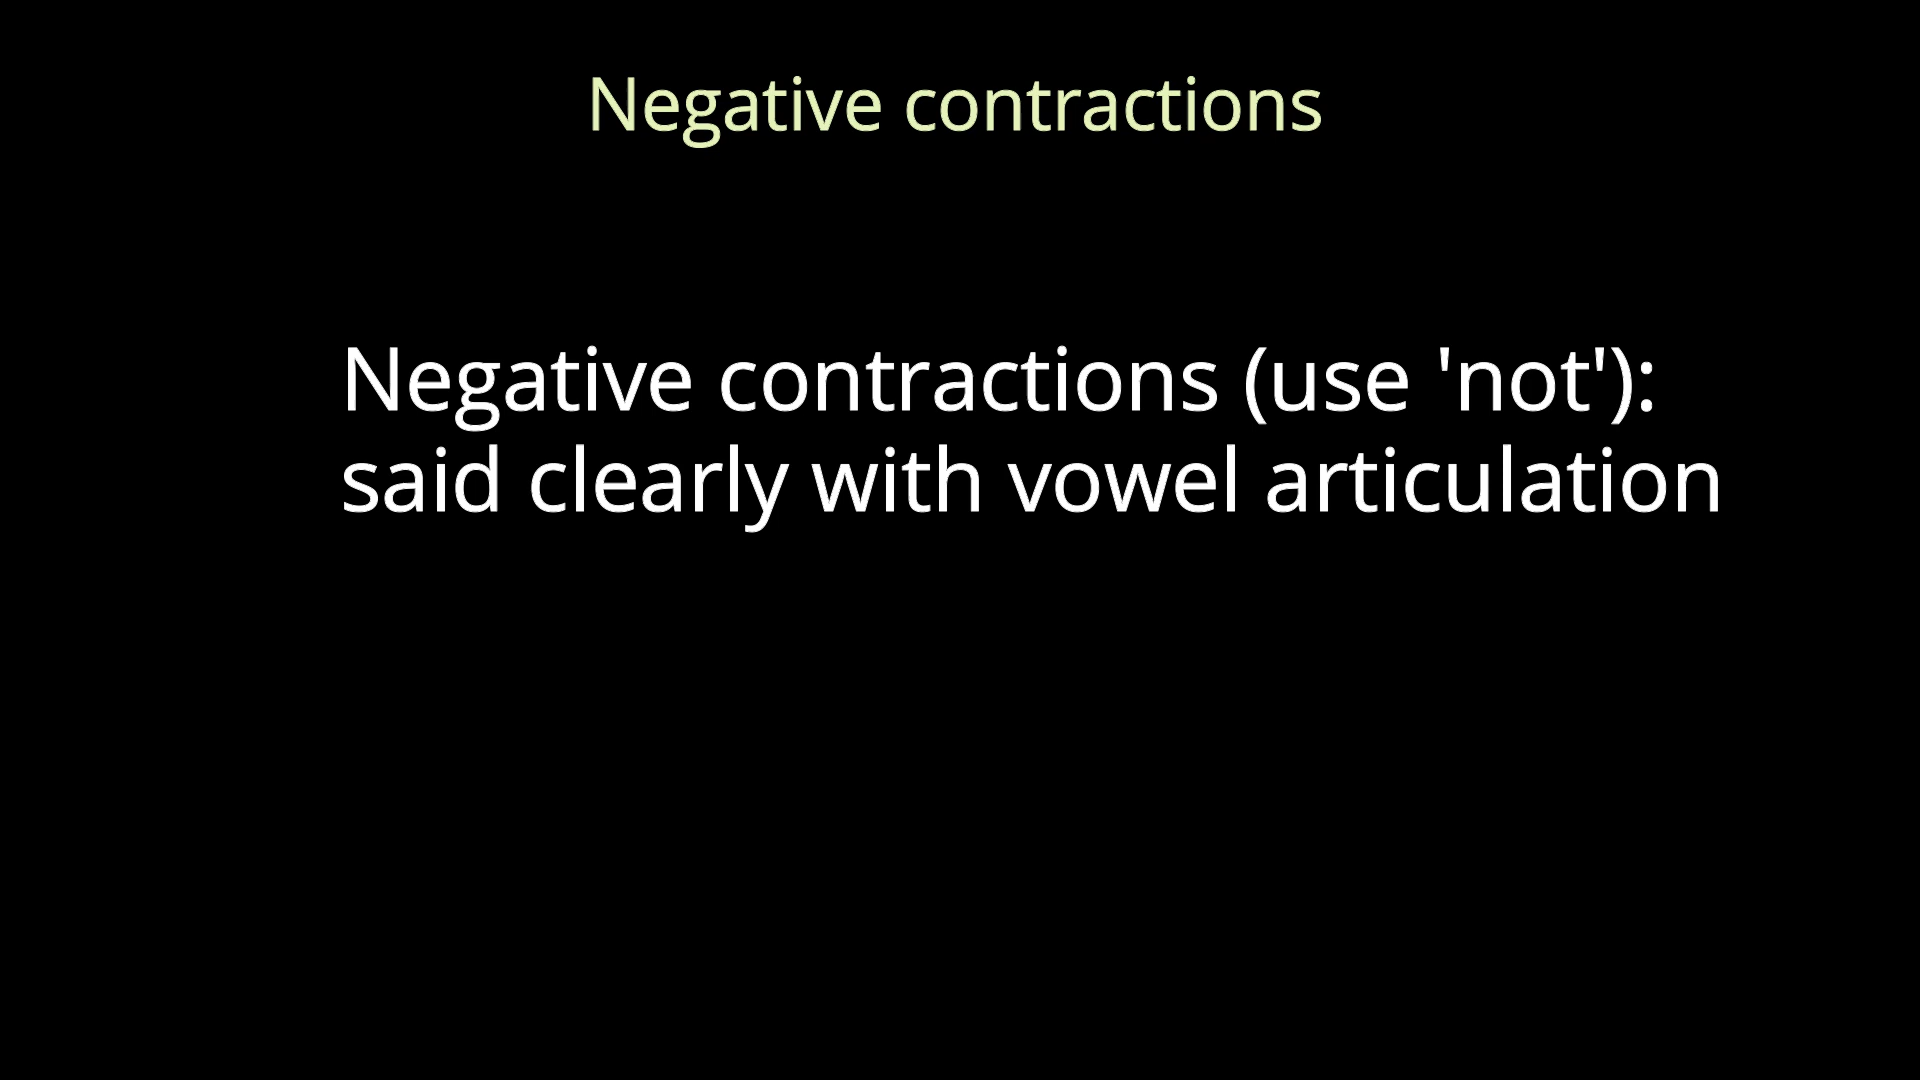 Negative contractions
Negative contractions (use 'not'):
said clearly with vowel articulation